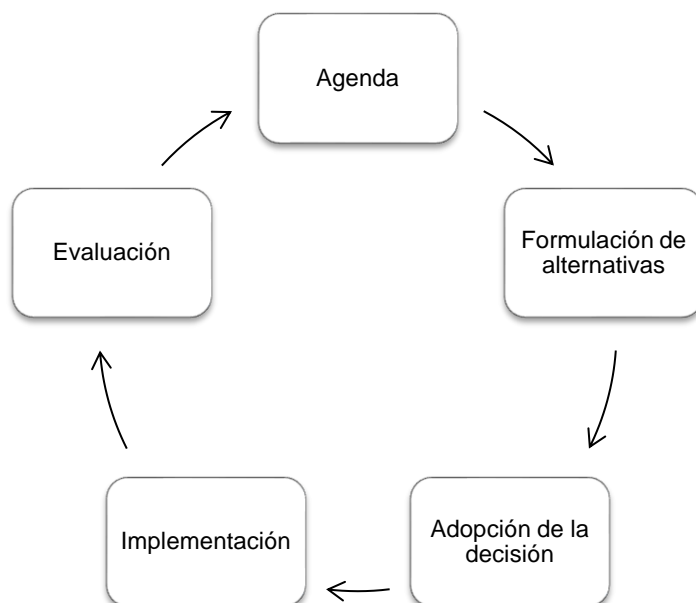 Agenda
Formulación de
alternativas
Adopción de la
decisión
Implementación
Evaluación